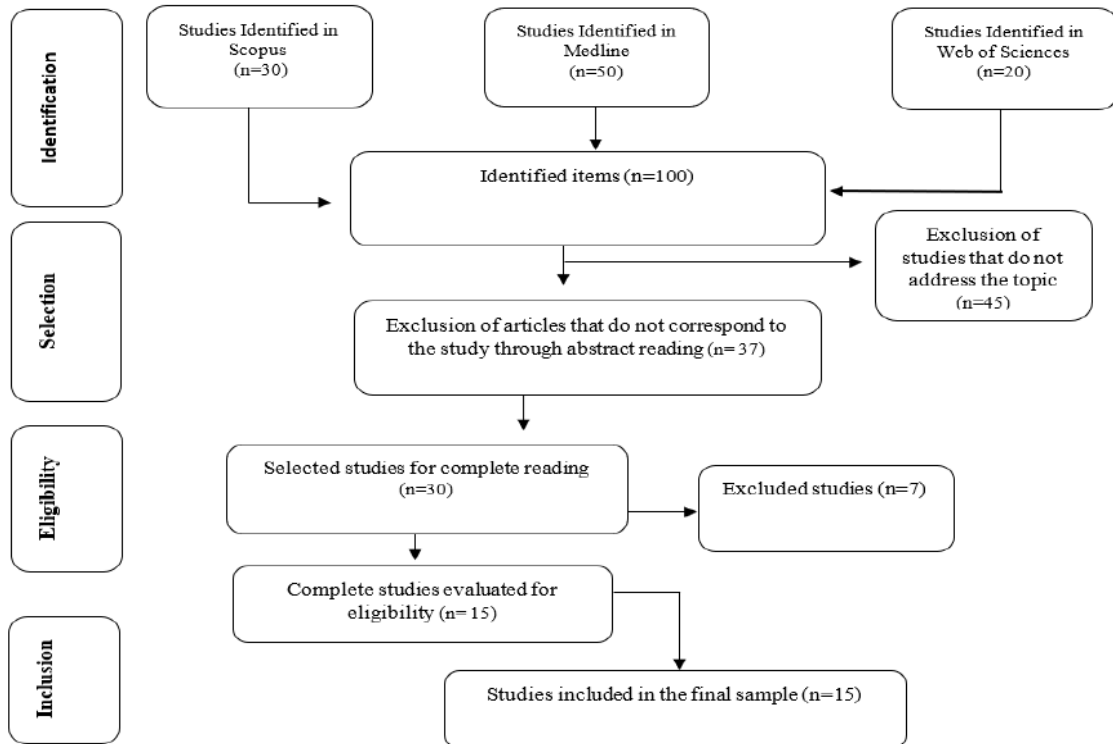 Identification
Studies Identified in
Scopus
(n=30)
Studies Identified in
Medline
(n=50)
Studies Identified in
Web of Sciences
(n=20)
Identified items (n=100)
Selection
Exclusion of
studies that do not
address the topic
(n=45)
Exclusion of articles that do not correspond to
the study through abstract reading (n= 37)
Eligibility
Selected studies for complete reading
(n=30)
Excluded studies (n=7)
Complete studies evaluated for
eligibility (n= 15)
Inclusion
Studies included in the final sample (n=15)